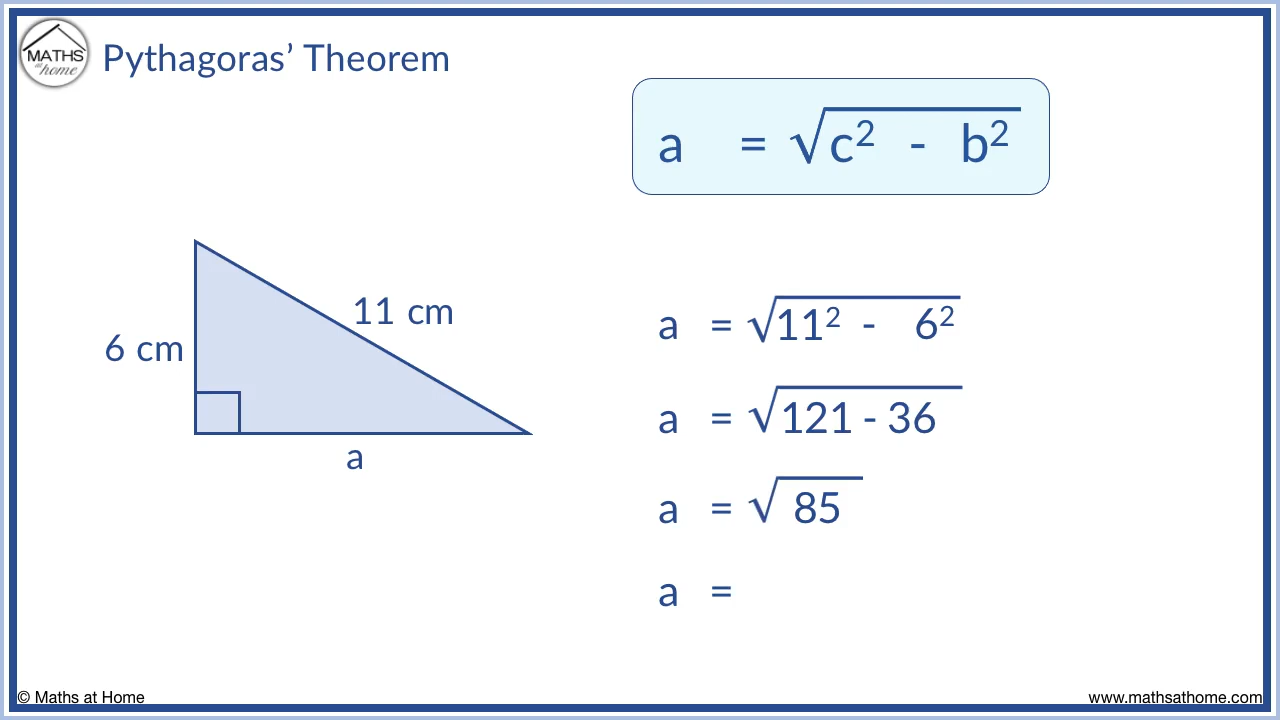 MATHS
at
home
Pythagoras’ Theorem
a = √c² - b²
11 cm
6 cm
a
a = √11² - 6²
a = √121 - 36
a = √85
a =
© Maths at Home
www.mathsathome.com